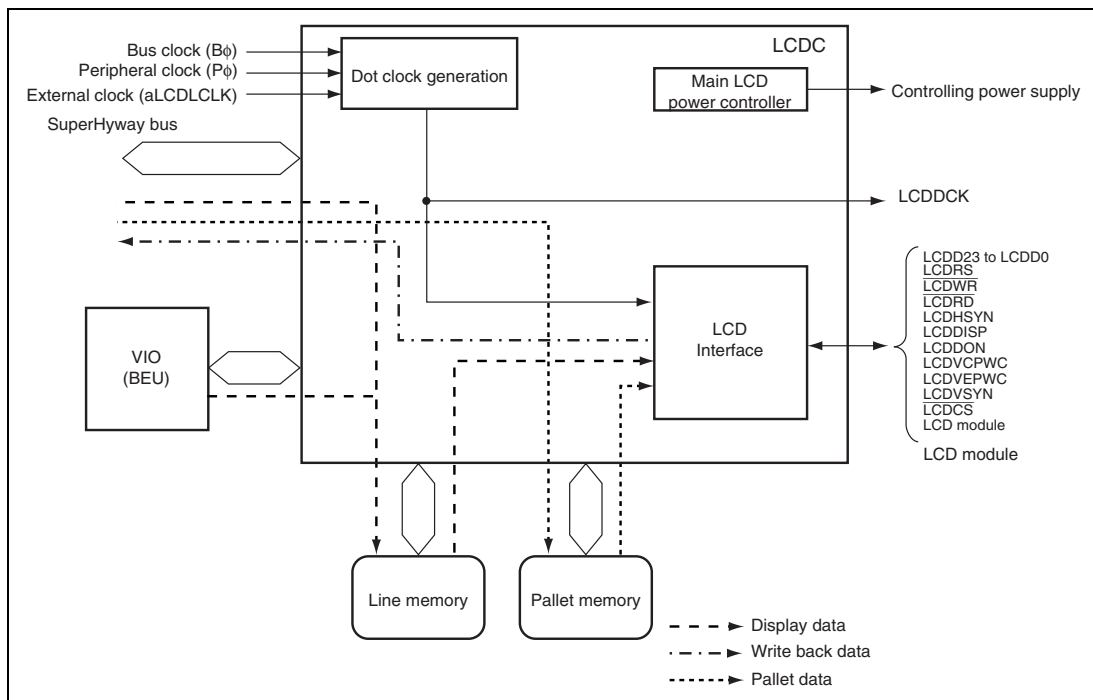 LCDC
Bus clock (Bϕ)
Peripheral clock (Pϕ)
External clock (aLCDLCLK)
SuperHyway bus
Dot clock generation
Main LCD
power controller
Controlling power supply
LCDDCK
LCDD23 to LCDD0
LCDRS
LCDWR
LCDRD
LCDHSYN
LCDDISP
LCDDON
LCDVCPWC
LCDVEPWC
LCDVSYN
LCDCS
LCD module
LCD module
LCD
Interface
VIO
(BEU)
Line memory
Pallet memory
Display data
Write back data
Pallet data